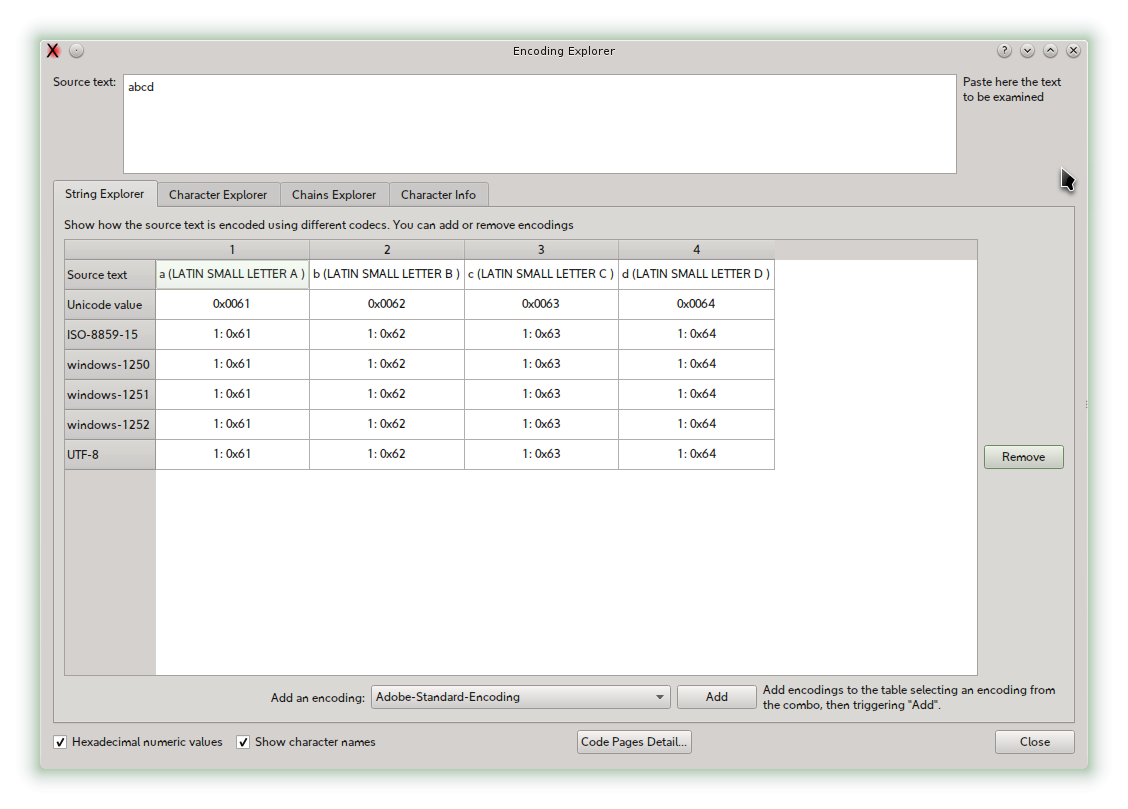 Encoding Explorer
Source text:
abcd
Paste here the text
to be examined
String Explorer
Character Explorer
Chains Explorer
Character Info
Show how the source text is encoded using different codecs. You can add or remove encodings
1 2 3 4
Source text a (LATIN SMALL LETTER A ) b (LATIN SMALL LETTER B ) c (LATIN SMALL LETTER C ) d (LATIN SMALL LETTER D )
Unicode value 0x0061 0x0062 0x0063 0x0064
ISO-8859-15 1: 0x61 1: 0x62 1: 0x63 1: 0x64
windows-1250 1: 0x61 1: 0x62 1: 0x63 1: 0x64
windows-1251 1: 0x61 1: 0x62 1: 0x63 1: 0x64
windows-1252 1: 0x61 1: 0x62 1: 0x63 1: 0x64
UTF-8 1: 0x61 1: 0x62 1: 0x63 1: 0x64
Remove
Add an encoding: Adobe-Standard-Encoding Add
Add encodings to the table selecting an encoding from
the combo, then triggering "Add".
Hexadecimal numeric values Show character names Code Pages Detail... Close